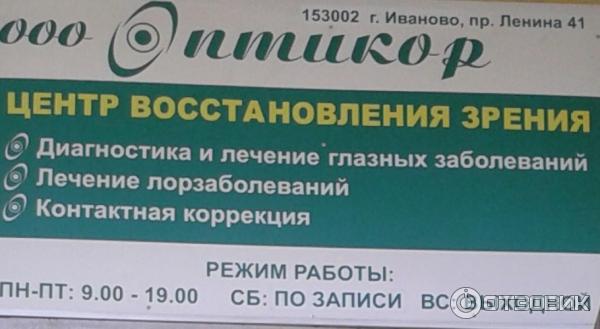 153002 г. Иваново, пр. Ленина 41
ООО Оптикор
ЦЕНТР ВОССТАНОВЛЕНИЯ ЗРЕНИЯ
Диагностика и лечение глазных заболеваний
Лечение лорзаболеваний
Контактная коррекция
РЕЖИМ РАБОТЫ:
ПН-ПТ: 9.00 - 19.00 СБ: ПО ЗАПИСИ ВС: